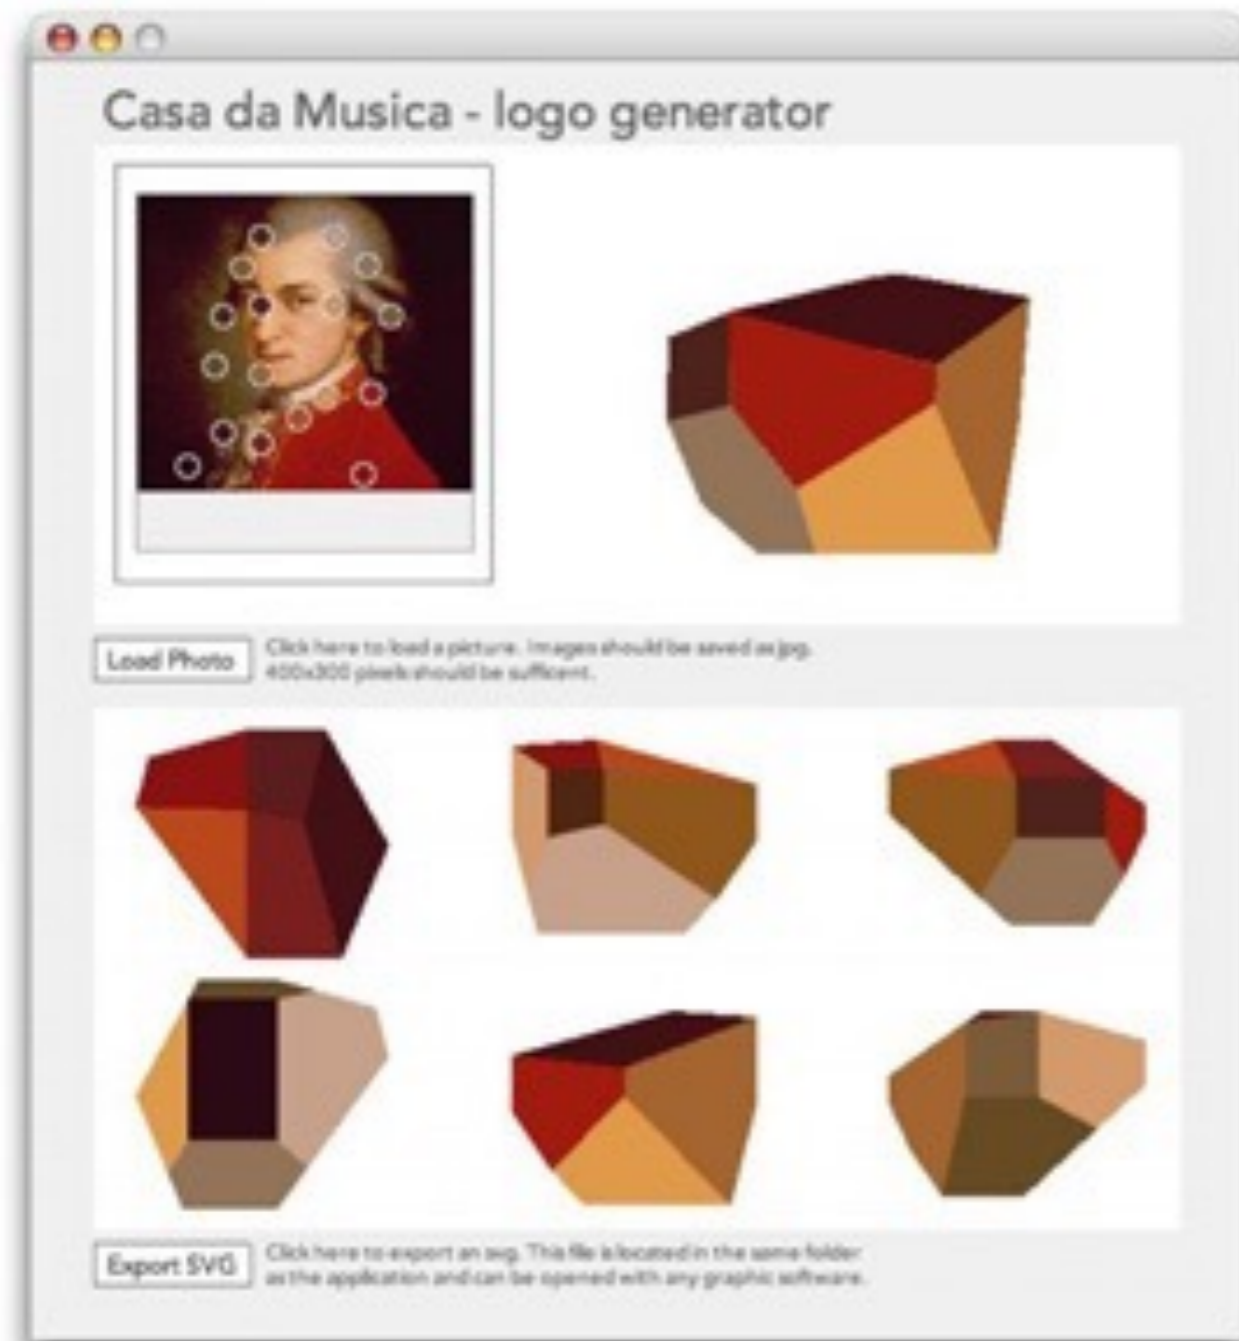 Casa da Musica - logo generator
Load Photo
Click here to load a picture. Images should be saved as jpg.
400x300 pixels should be sufficent.
Export SVG
Click here to export an svg. This file is located in the same folder
as the application and can be opened with any graphic software.